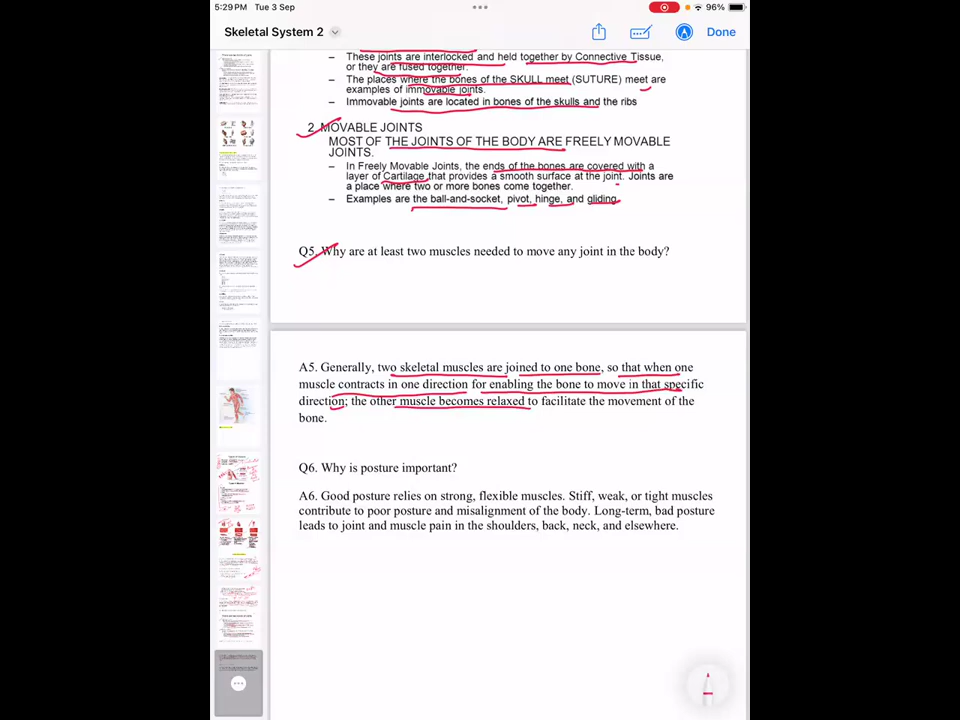 5:29 PM Tue 3 Sep
96%
Skeletal System 2
Done
– These joints are interlocked and held together by Connective Tissue,
or they are fused together.
– The places where the bones of the SKULL meet (SUTURE) meet are
examples of immovable joints.
– Immovable joints are located in bones of the skulls and the ribs
2. MOVABLE JOINTS
MOST OF THE JOINTS OF THE BODY ARE FREELY MOVABLE
JOINTS.
– In Freely Movable Joints, the ends of the bones are covered with a
layer of Cartilage that provides a smooth surface at the joint. Joints are
a place where two or more bones come together.
– Examples are the ball-and-socket, pivot, hinge, and gliding.
Q5. Why are at least two muscles needed to move any joint in the body?
A5. Generally, two skeletal muscles are joined to one bone, so that when one
muscle contracts in one direction for enabling the bone to move in that specific
direction; the other muscle becomes relaxed to facilitate the movement of the
bone.
Q6. Why is posture important?
A6. Good posture relies on strong, flexible muscles. Stiff, weak, or tight muscles
contribute to poor posture and misalignment of the body. Long-term, bad posture
leads to joint and muscle pain in the shoulders, back, neck, and elsewhere.